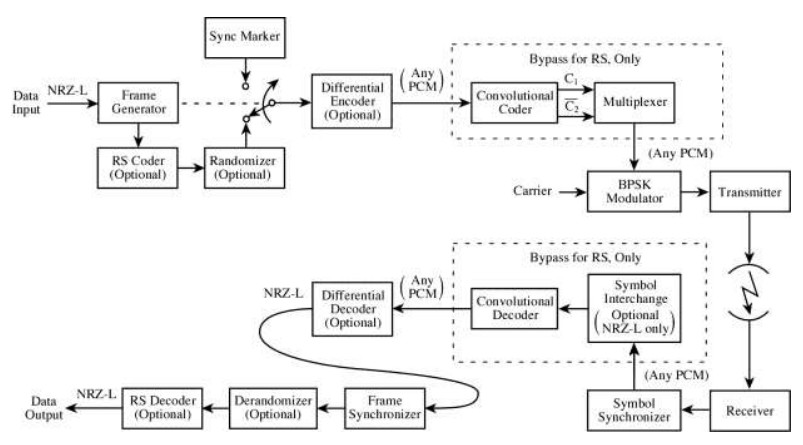 Sync Marker
Bypass for RS, Only
NRZ-L
Data
Input
Frame
Generator
Differential
Encoder
(Optional)
(Any
PCM)
Convolutional
Coder
C1
C2
Multiplexer
RS Coder
(Optional)
Randomizer
(Optional)
(Any PCM)
Carrier
BPSK
Modulator
Transmitter
Bypass for RS, Only
NRZ-L
Differential
Decoder
(Optional)
(Any
PCM)
Convolutional
Decoder
Symbol
Interchange
(Optional
NRZ-L only)
(Any PCM)
Data
Output
NRZ-L
RS Decoder
(Optional)
Derandomizer
(Optional)
Frame
Synchronizer
Symbol
Synchronizer
Receiver